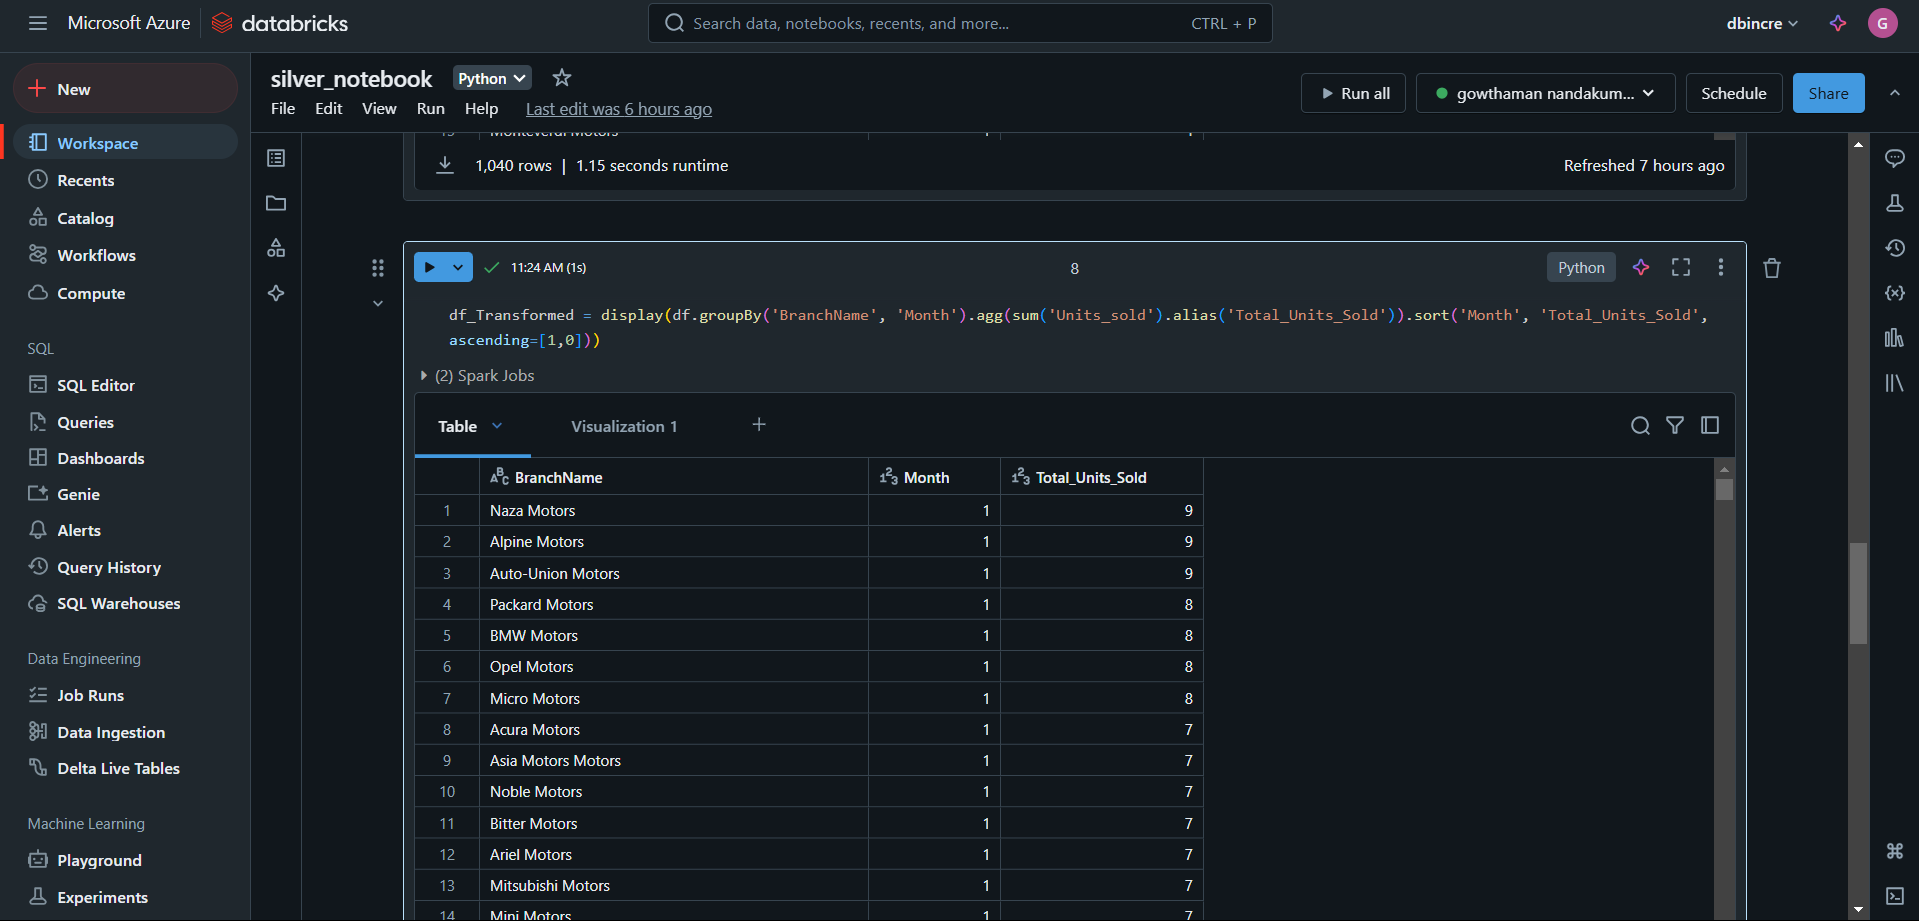 Microsoft Azure databricks Search data, notebooks, recents, and more... CTRL + P dbincre G
New
Workspace
Recents
Catalog
Workflows
Compute
SQL
SQL Editor
Queries
Dashboards
Genie
Alerts
Query History
SQL Warehouses
Data Engineering
Job Runs
Data Ingestion
Delta Live Tables
Machine Learning
Playground
Experiments
silver_notebook Python
File Edit View Run Help Last edit was 6 hours ago
Run all gowthaman nandakum... Schedule Share
Monteverdi Motors
1,040 rows | 1.15 seconds runtime Refreshed 7 hours ago
11:24 AM (1s) 8 Python
df_Transformed = display(df.groupBy('BranchName', 'Month').agg(sum('Units_sold').alias('Total_Units_Sold')).sort('Month', 'Total_Units_Sold',
ascending=[1,0]))
(2) Spark Jobs
Table Visualization 1 +
BranchName Month Total_Units_Sold
1 Naza Motors 1 9
2 Alpine Motors 1 9
3 Auto-Union Motors 1 9
4 Packard Motors 1 8
5 BMW Motors 1 8
6 Opel Motors 1 8
7 Micro Motors 1 8
8 Acura Motors 1 7
9 Asia Motors Motors 1 7
10 Noble Motors 1 7
11 Bitter Motors 1 7
12 Ariel Motors 1 7
13 Mitsubishi Motors 1 7
14 Mini Motors 1 7